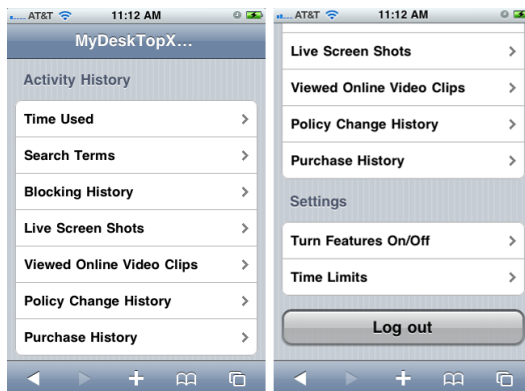 AT&T 11:12 AM
MyDeskTopX...
Activity History
Time Used
Search Terms
Blocking History
Live Screen Shots
Viewed Online Video Clips
Policy Change History
Purchase History
AT&T 11:12 AM
Live Screen Shots
Viewed Online Video Clips
Policy Change History
Purchase History
Settings
Turn Features On/Off
Time Limits
Log out